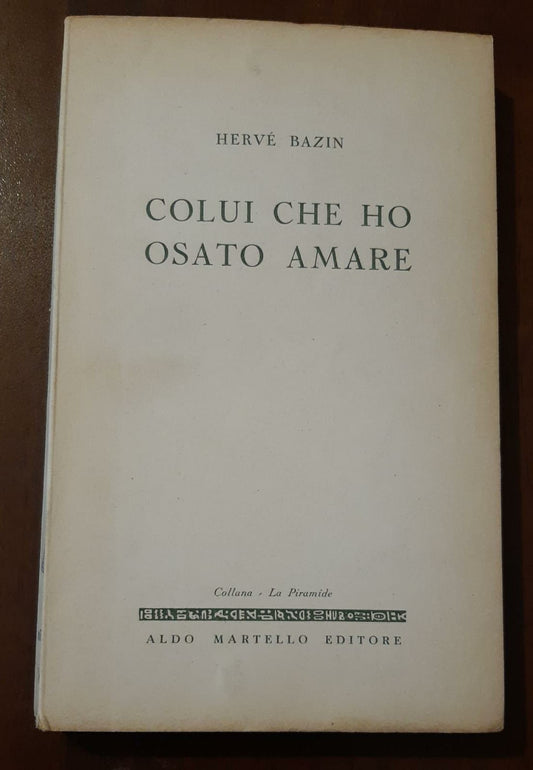 HERVÉ BAZIN
COLUI CHE HO
OSATO AMARE
Collana - La Piramide
ALDO MARTELLO EDITORE